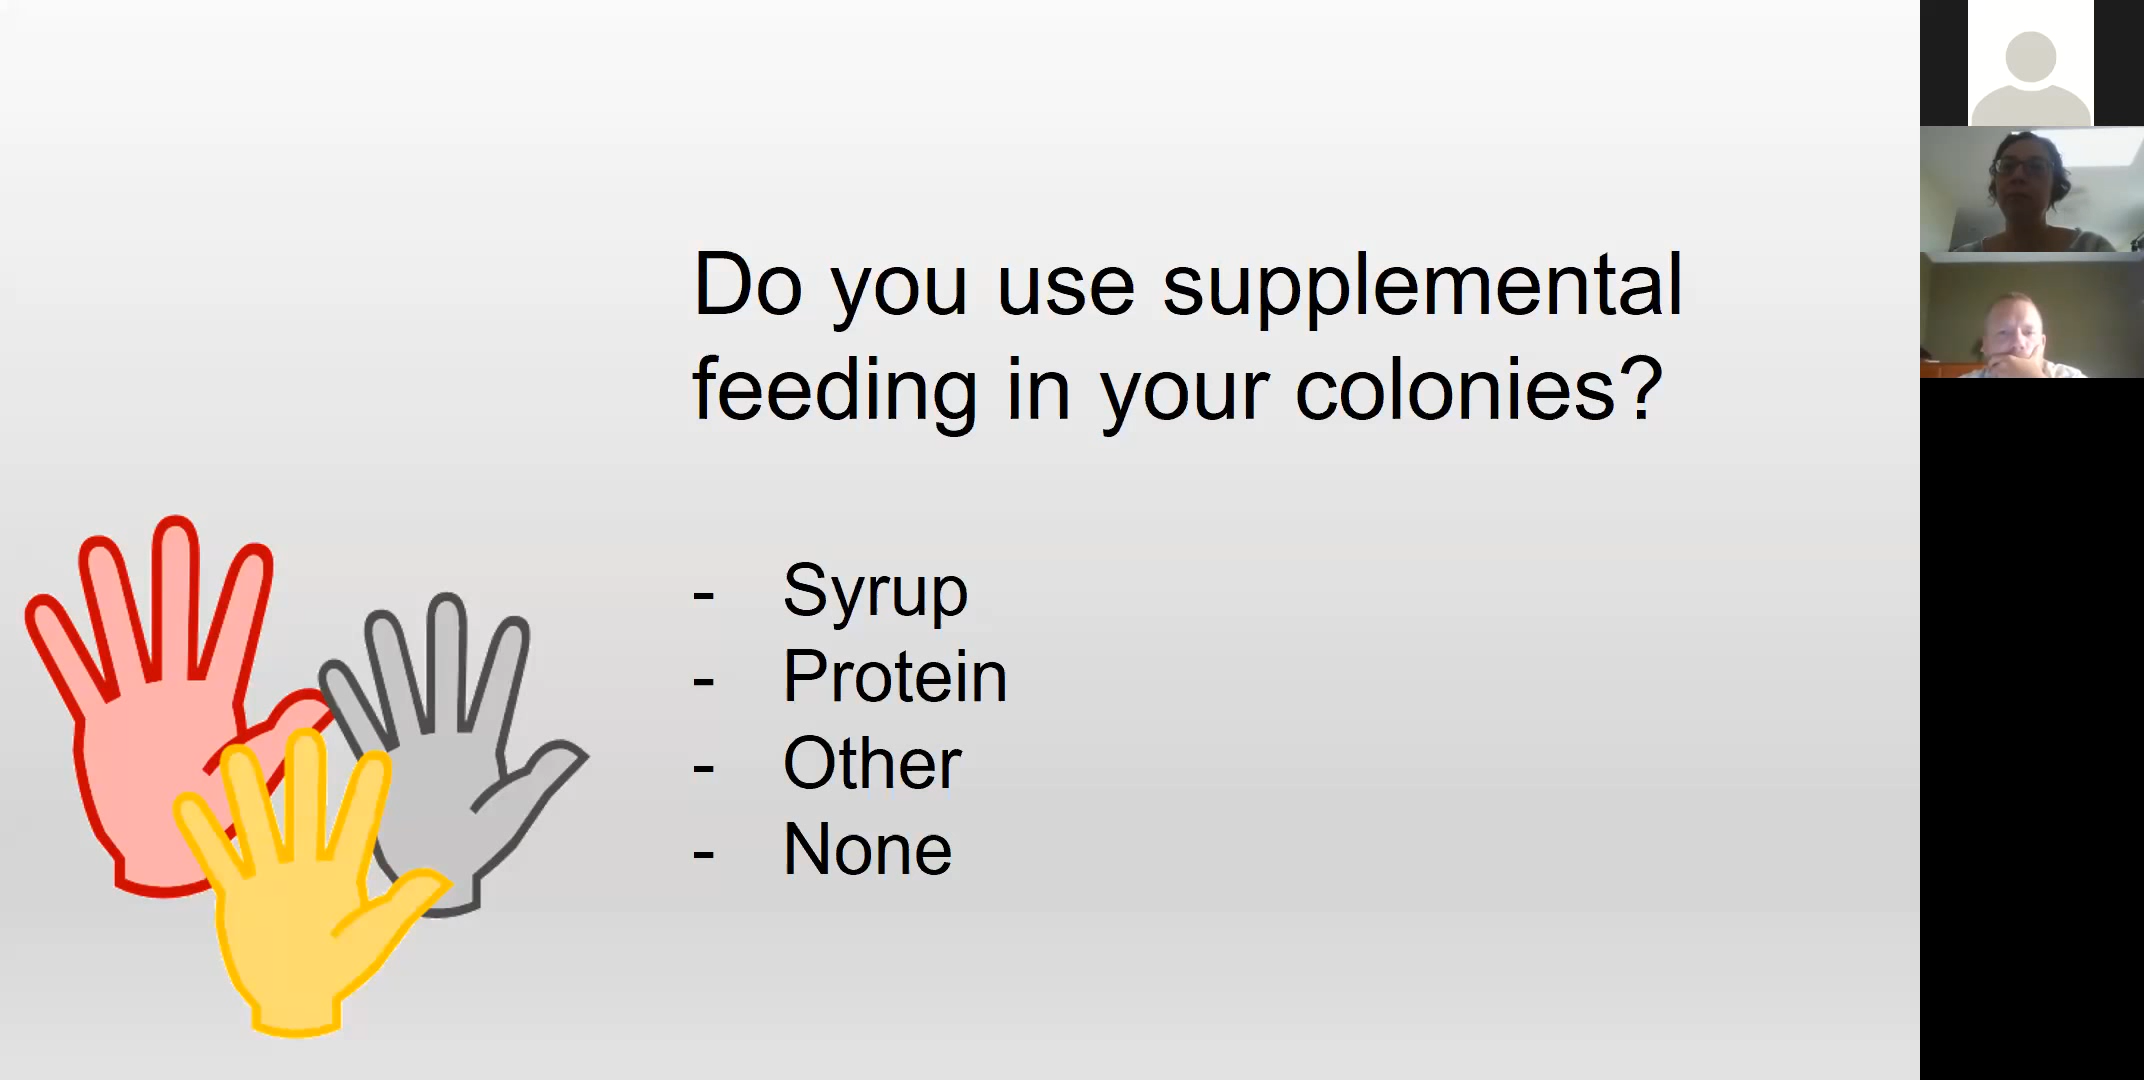 Do you use supplemental
feeding in your colonies?
- Syrup
- Protein
- Other
- None